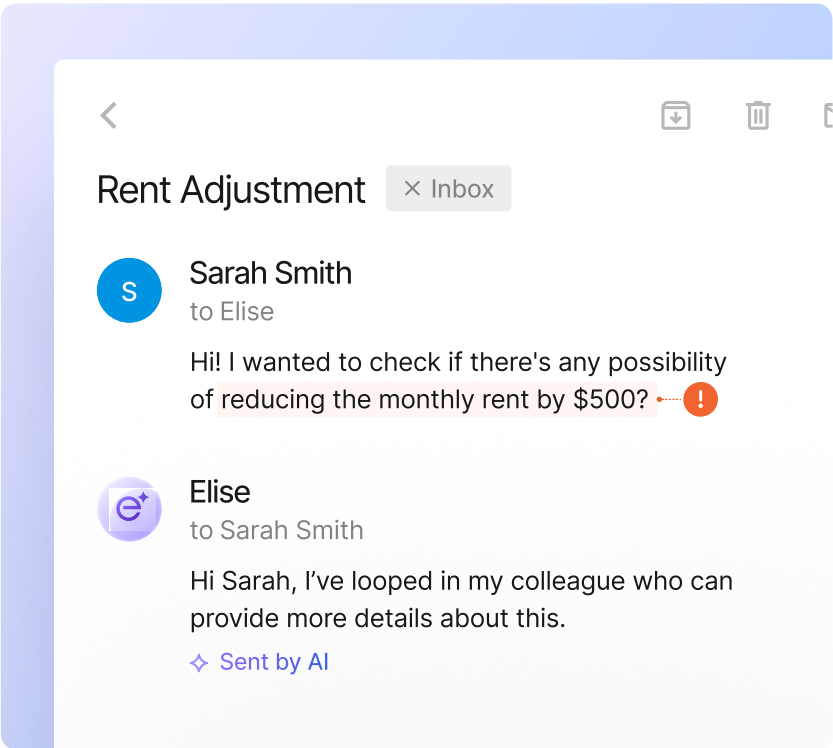 Rent Adjustment
Inbox
S
Sarah Smith
to Elise
Hi! I wanted to check if there's any possibility
of reducing the monthly rent by $500?
!
e
Elise
to Sarah Smith
Hi Sarah, I’ve looped in my colleague who can
provide more details about this.
Sent by AI